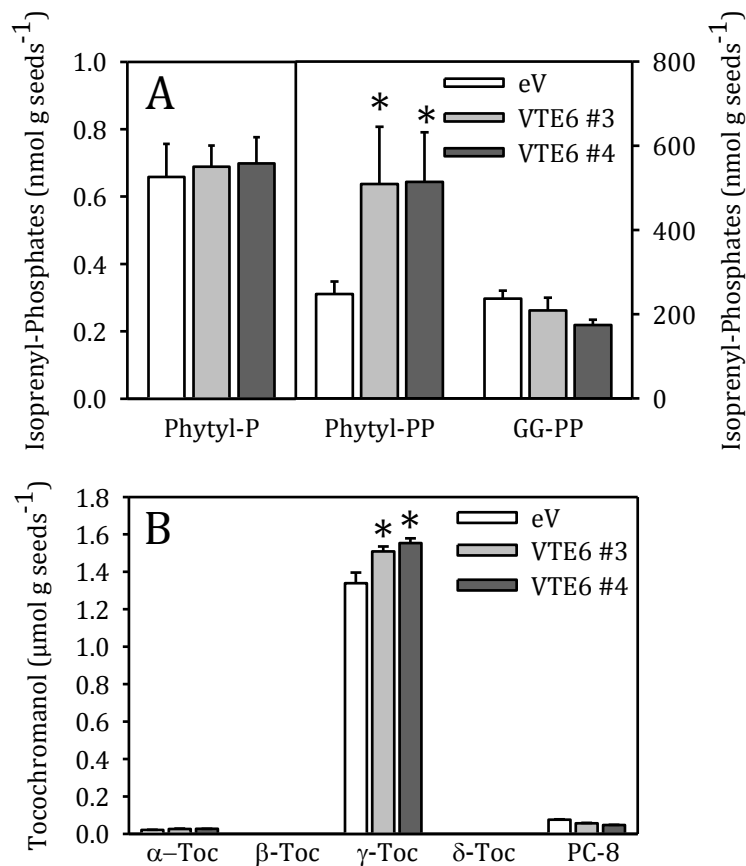 Isoprenyl-Phosphates (nmol g seeds⁻¹)
1.0
0.8
0.6
0.4
0.2
0.0
A
* *
eV
VTE6 #3
VTE6 #4
800
600
400
200
0
Isoprenyl-Phosphates (nmol g seeds⁻¹)
Phytyl-P Phytyl-PP GG-PP
Tocochromanol (μmol g seeds⁻¹)
1.8
1.6
1.4
1.2
1.0
0.8
0.6
0.4
0.2
0.0
B
* *
eV
VTE6 #3
VTE6 #4
α–Toc β-Toc γ-Toc δ-Toc PC-8